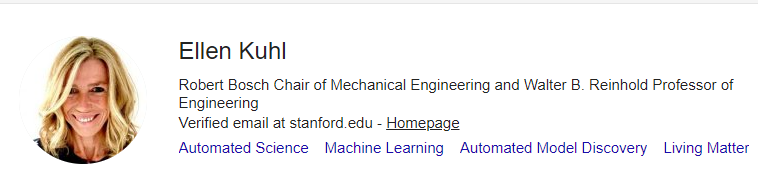 Ellen Kuhl
Robert Bosch Chair of Mechanical Engineering and Walter B. Reinhold Professor of
Engineering
Verified email at stanford.edu - Homepage
Automated Science Machine Learning Automated Model Discovery Living Matter